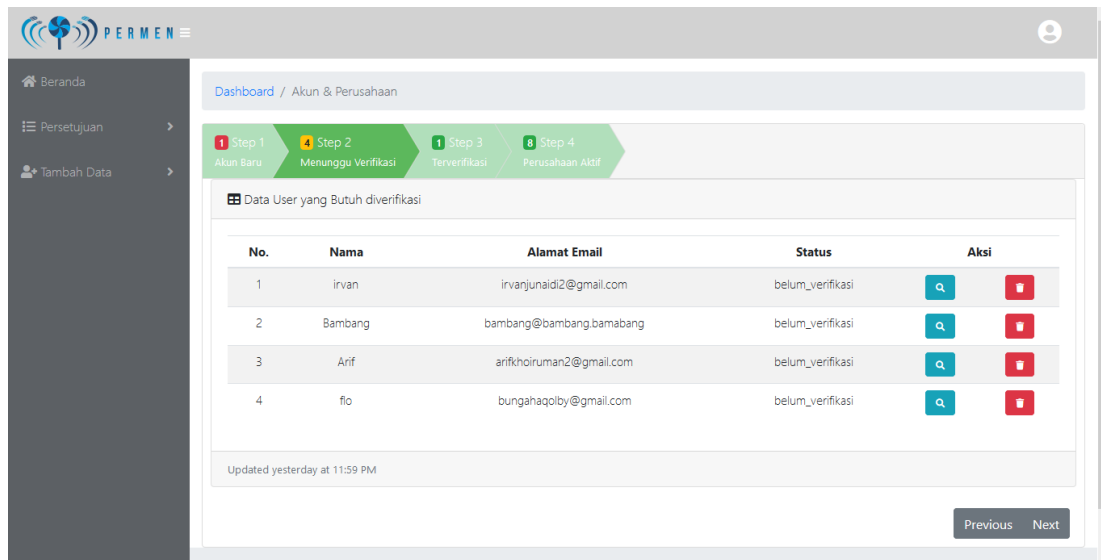 PERMEN
Beranda
Persetujuan
Tambah Data
Dashboard / Akun & Perusahaan
1 Step 1
Akun Baru
4 Step 2
Menunggu Verifikasi
1 Step 3
Terverifikasi
8 Step 4
Perusahaan Aktif
Data User yang Butuh diverifikasi
No. Nama Alamat Email Status Aksi
1 irvan irvanjunaidi2@gmail.com belum_verifikasi
2 Bambang bambang@bambang.bamabang belum_verifikasi
3 Arif arifkhoiruman2@gmail.com belum_verifikasi
4 flo bungahaqolby@gmail.com belum_verifikasi
Updated yesterday at 11:59 PM
Previous Next